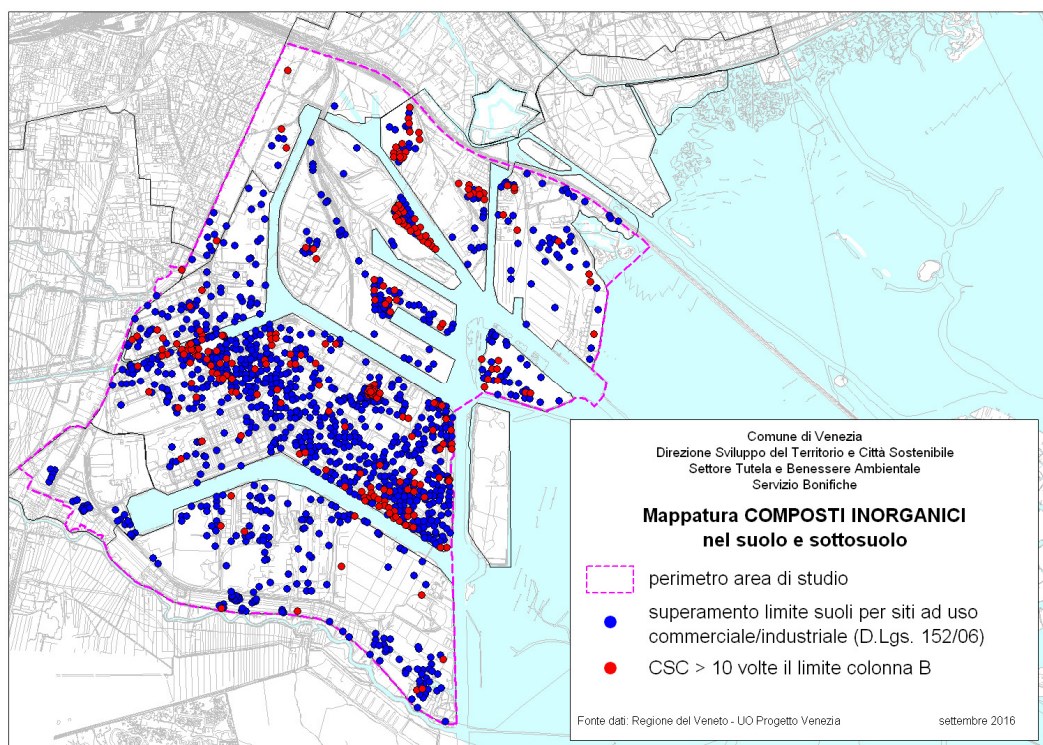 Comune di Venezia
Direzione Sviluppo del Territorio e Città Sostenibile
Settore Tutela e Benessere Ambientale
Servizio Bonifiche
Mappatura COMPOSTI INORGANICI
nel suolo e sottosuolo
perimetro area di studio
superamento limite suoli per siti ad uso
commerciale/industriale (D.Lgs. 152/06)
CSC > 10 volte il limite colonna B
Fonte dati: Regione del Veneto - UO Progetto Venezia settembre 2016